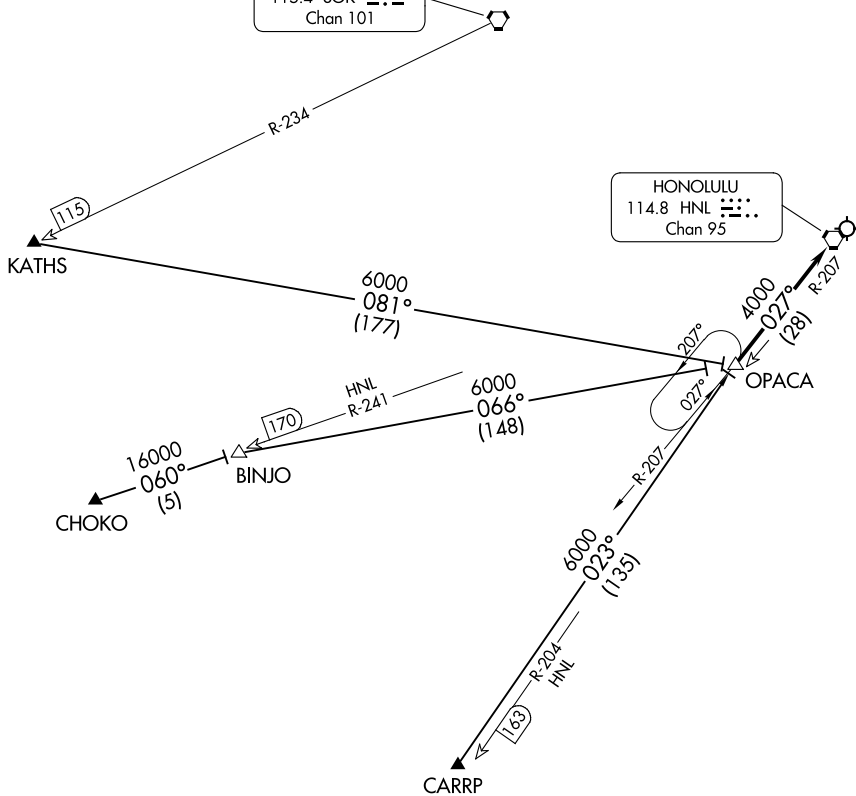 Chan 101
R-234
115
KATHS
HONOLULU
114.8 HNL
Chan 95
R-207
4000
027°
(28)
6000
081°
(177)
207°
027°
OPACA
HNL
R-241
170
6000
066°
(148)
16000
060°
(5)
BINJO
CHOKO
R-207
6000
023°
(135)
R-204
HNL
163
CARRP